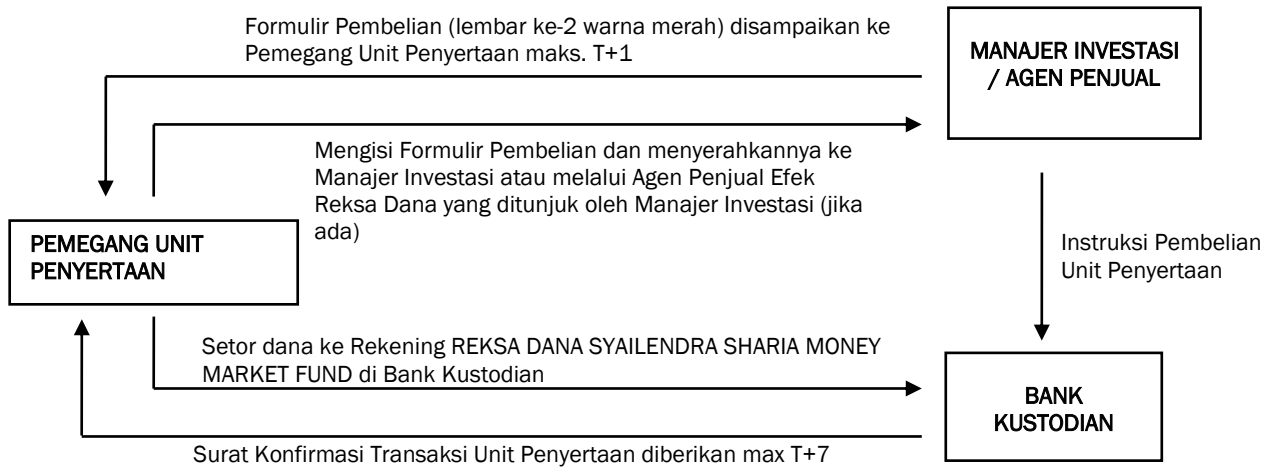 Formulir Pembelian (lembar ke-2 warna merah) disampaikan ke
Pemegang Unit Penyertaan maks. T+1
MANAJER INVESTASI
/ AGEN PENJUAL
Mengisi Formulir Pembelian dan menyerahkannya ke
Manajer Investasi atau melalui Agen Penjual Efek
Reksa Dana yang ditunjuk oleh Manajer Investasi (jika
ada)
PEMEGANG UNIT
PENYERTAAN
Instruksi Pembelian
Unit Penyertaan
Setor dana ke Rekening REKSA DANA SYAILENDRA SHARIA MONEY
MARKET FUND di Bank Kustodian
BANK
KUSTODIAN
Surat Konfirmasi Transaksi Unit Penyertaan diberikan max T+7